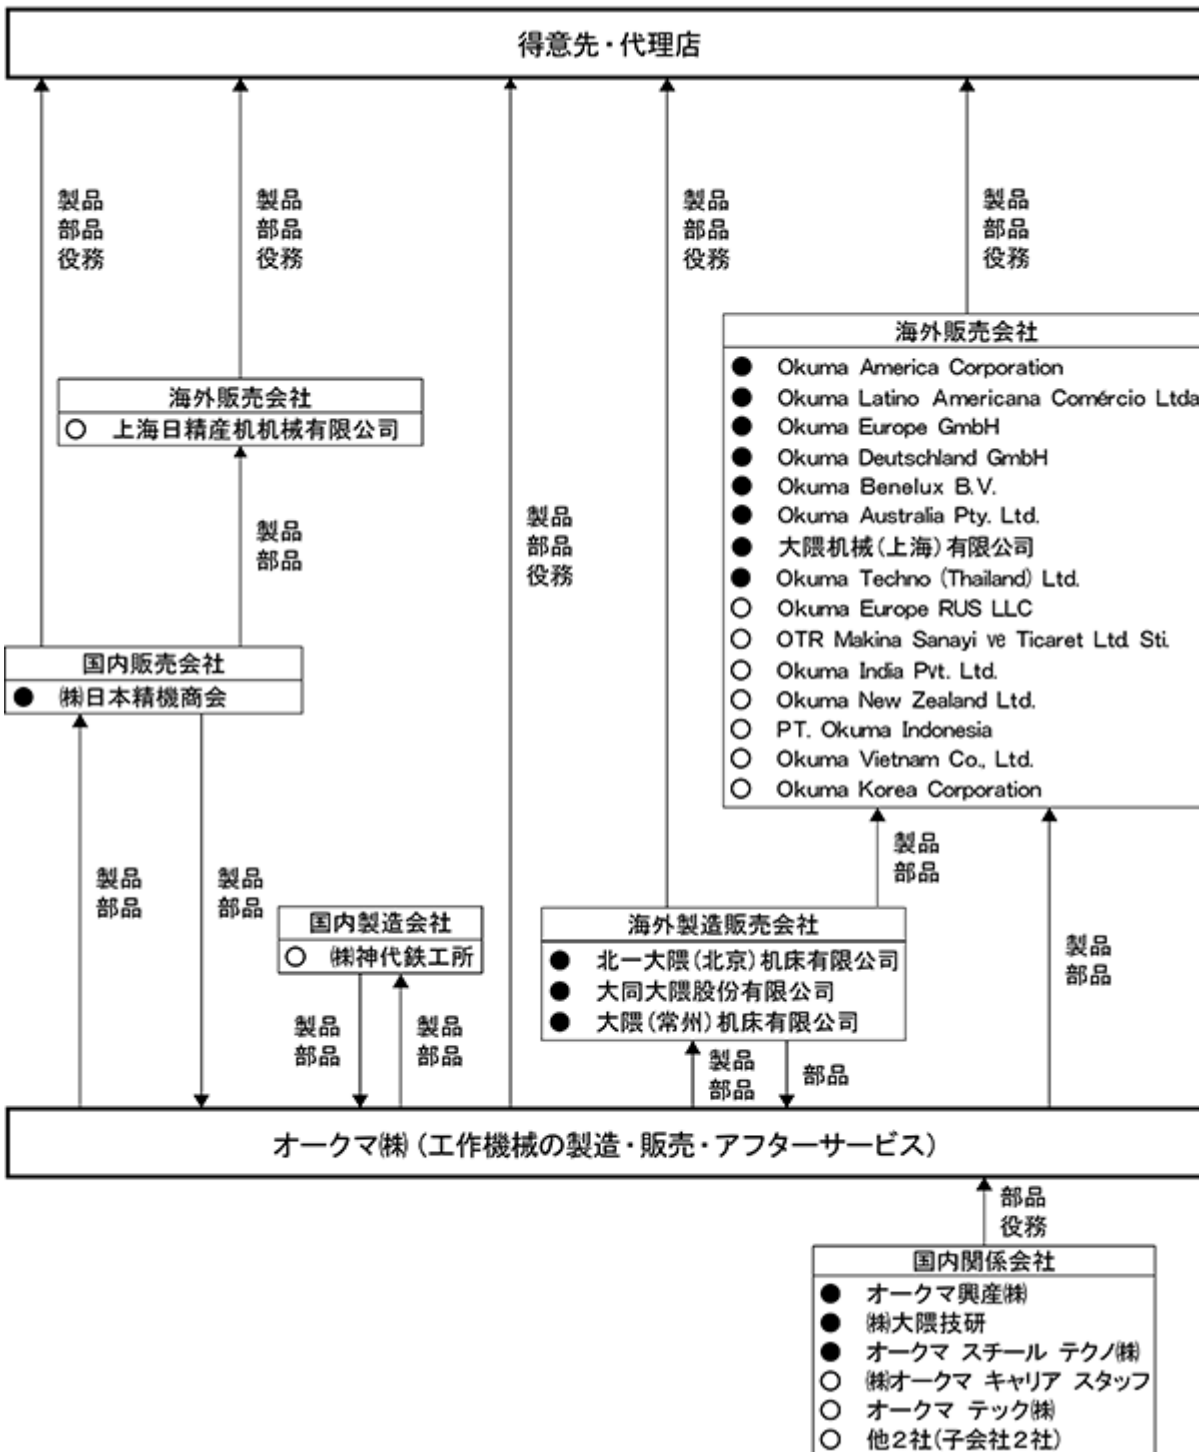 得意先・代理店
製品
部品
役務
製品
部品
役務
製品
部品
役務
製品
部品
役務
海外販売会社
● Okuma America Corporation
● Okuma Latino Americana Comércio Ltda
● Okuma Europe GmbH
● Okuma Deutschland GmbH
● Okuma Benelux B.V.
● Okuma Australia Pty. Ltd.
● 大隈机械(上海)有限公司
● Okuma Techno (Thailand) Ltd.
○ Okuma Europe RUS LLC
○ OTR Makina Sanayi ve Ticaret Ltd. Sti.
○ Okuma India Pvt. Ltd.
○ Okuma New Zealand Ltd.
○ PT. Okuma Indonesia
○ Okuma Vietnam Co., Ltd.
○ Okuma Korea Corporation
海外販売会社
○ 上海日精産机机械有限公司
製品
部品
製品
部品
役務
国内販売会社
● ㈱日本精機商会
製品
部品
製品
部品
製品
部品
国内製造会社
○ ㈱神代鉄工所
海外製造販売会社
● 北一大隈(北京)机床有限公司
● 大同大隈股份有限公司
● 大隈(常州)机床有限公司
製品
部品
製品
部品
製品
部品
部品
オークマ㈱ (工作機械の製造・販売・アフターサービス)
部品
役務
国内関係会社
● オークマ興産㈱
● ㈱大隈技研
● オークマ スチール テクノ㈱
○ ㈱オークマ キャリア スタッフ
○ オークマ テック㈱
○ 他2社(子会社2社)